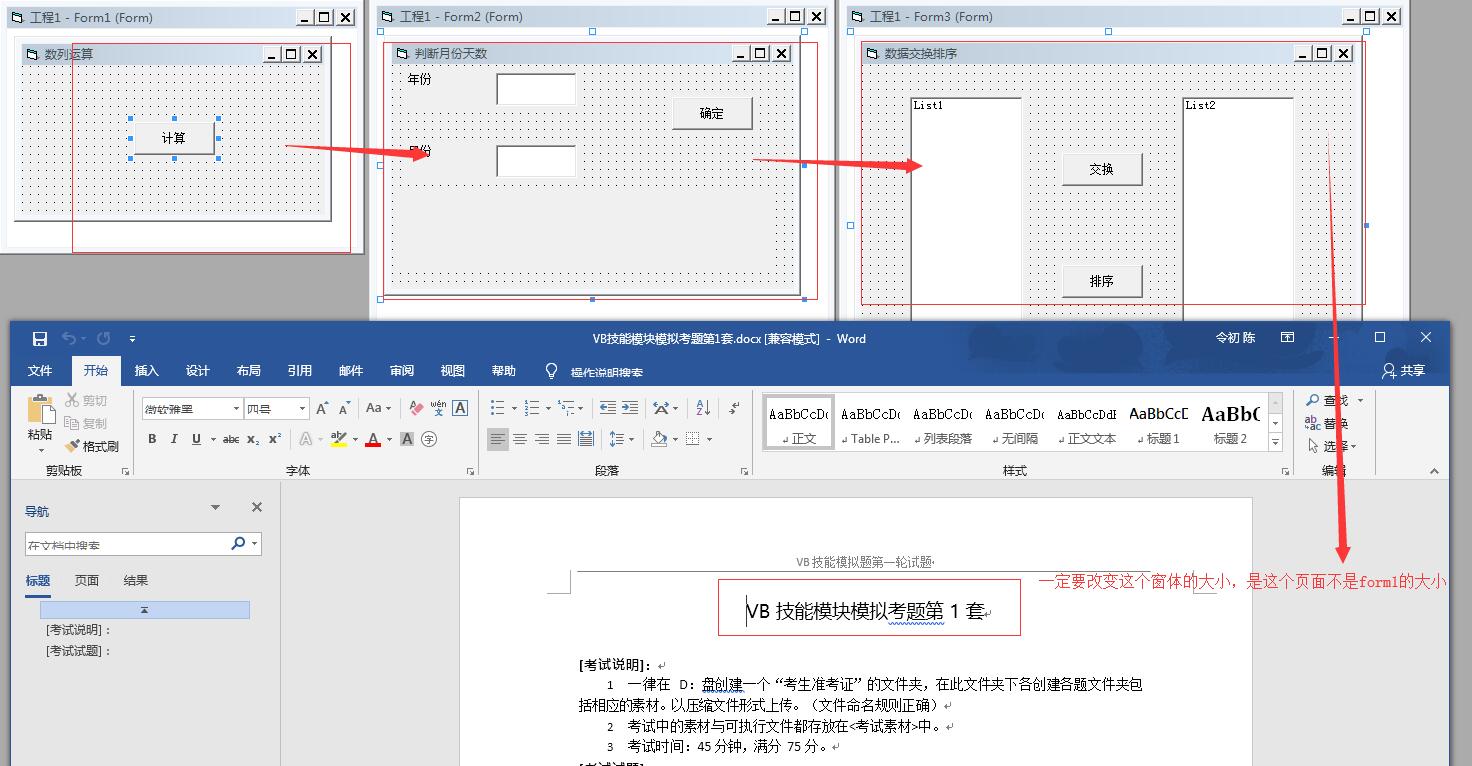 工程1 - Form1 (Form)
数列运算
计算
工程1 - Form2 (Form)
判断月份天数
年份
确定
月份
工程1 - Form3 (Form)
数据交换排序
List1
List2
交换
排序
VB技能模块模拟考题第1套.docx [兼容模式] - Word
令初 陈
文件 开始 插入 设计 布局 引用 邮件 审阅 视图 帮助 操作说明搜索 共享
粘贴
剪切
复制
格式刷
剪贴板
微软雅黑 四号 A A Aa wén 文 A
B I U abc x₂ x² A ab A A 字
字体
段落
AaBbCcDc AaBbCcDc AaBbCcDc AaBbCcDc AaBbCcDdE AaBbCcD AaBbC
正文 Table P... 列表段落 无间隔 正文文本 标题 1 标题 2
样式
查找
替换
选择
编辑
导航
在文档中搜索
标题 页面 结果
[考试说明]：
[考试试题]：
VB 技能模拟题第一轮试题
一定要改变这个窗体的大小，是这个页面不是form1的大小
VB 技能模块模拟考题第 1 套
[考试说明]：
1 一律在 D：盘创建一个“考生准考证”的文件夹，在此文件夹下各创建各题文件夹包
括相应的素材。以压缩文件形式上传。（文件命名规则正确）
2 考试中的素材与可执行文件都存放在<考试素材>中。
3 考试时间：45 分钟，满分 75 分。